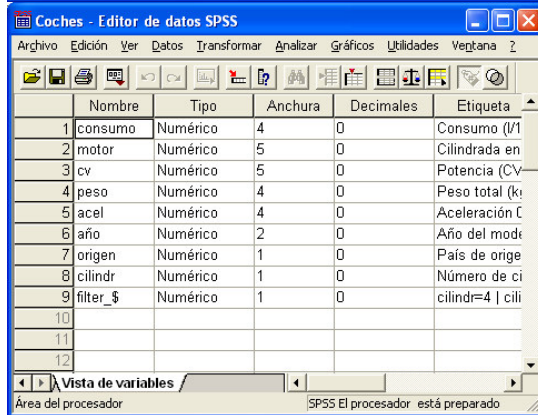 Coches - Editor de datos SPSS
Archivo Edición Ver Datos Transformar Analizar Gráficos Utilidades Ventana ?
Nombre Tipo Anchura Decimales Etiqueta
1 consumo Numérico 4 0 Consumo (l/1
2 motor Numérico 5 0 Cilindrada en
3 cv Numérico 5 0 Potencia (CV
4 peso Numérico 4 0 Peso total (kg
5 acel Numérico 4 0 Aceleración 0
6 año Numérico 2 0 Año del mode
7 origen Numérico 1 0 País de orige
8 cilindr Numérico 1 0 Número de ci
9 filter_$ Numérico 1 0 cilindr=4 | cili
10
11
12
Vista de variables
Área del procesador SPSS El procesador está preparado